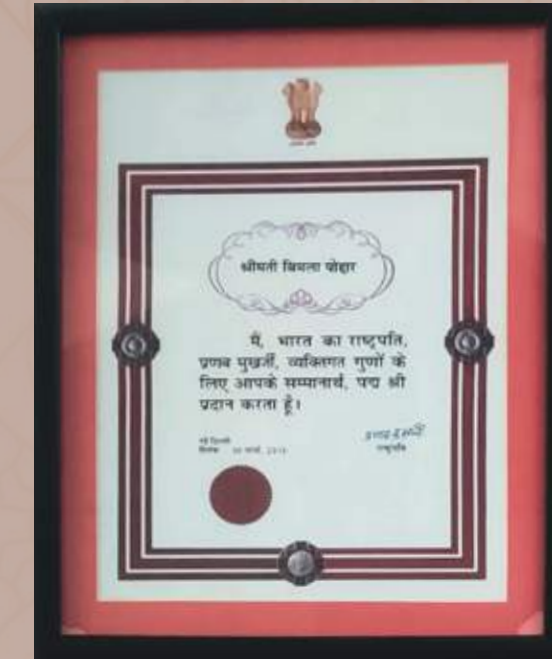 श्रीमती बिमला पोद्दार
मैं, भारत का राष्ट्रपति,
प्रणब मुखर्जी, व्यक्तिगत गुणों के
लिए आपके सम्मानार्थ, पद्म श्री
प्रदान करता हूँ।
नई दिल्ली
दिनांक
राष्ट्रपति